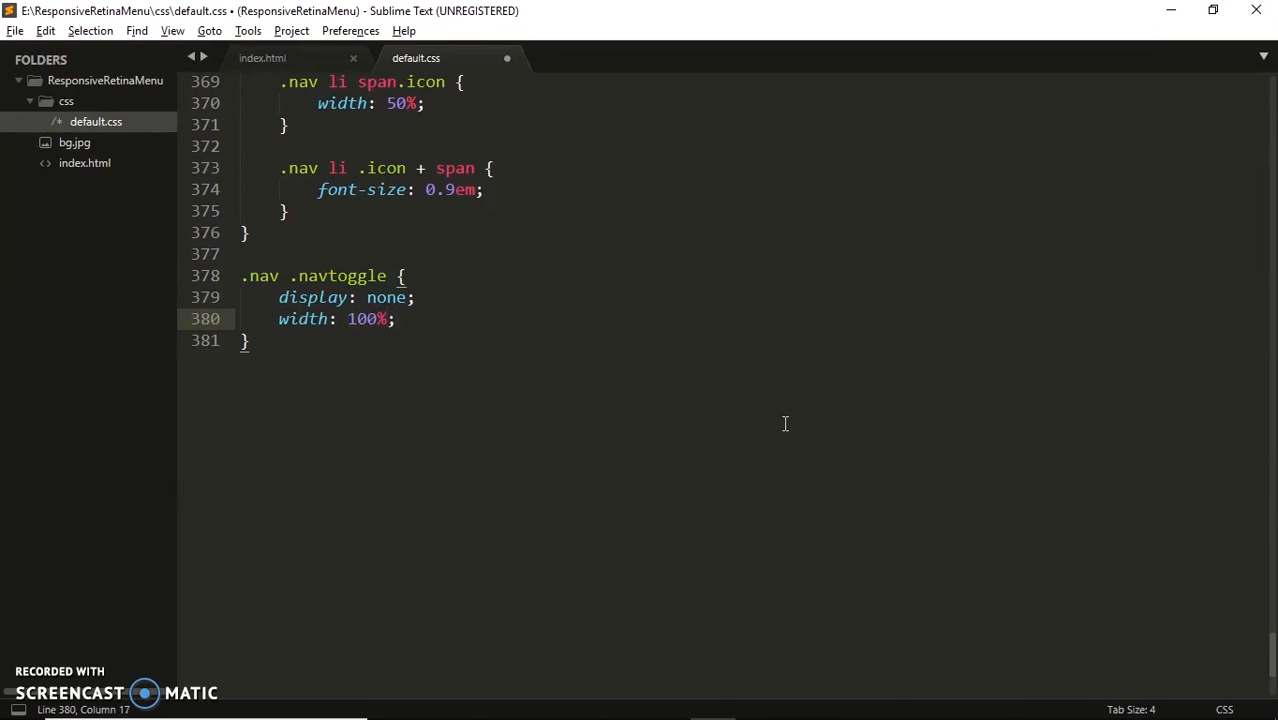 E:\ResponsiveRetinaMenu\css\default.css • (ResponsiveRetinaMenu) - Sublime Text (UNREGISTERED)
File Edit Selection Find View Goto Tools Project Preferences Help
FOLDERS
ResponsiveRetinaMenu
css
/* default.css
bg.jpg
<> index.html
index.html
default.css
369 .nav li span.icon {
370 width: 50%;
371 }
372
373 .nav li .icon + span {
374 font-size: 0.9em;
375 }
376 }
377
378 .nav .navtoggle {
379 display: none;
380 width: 100%;
381 }
RECORDED WITH
SCREENCAST MATIC
Line 380, Column 17
Tab Size: 4
CSS